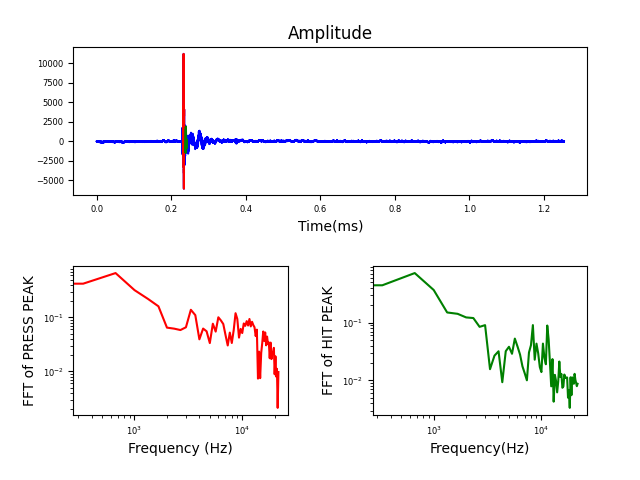 Amplitude
10000
7500
5000
2500
0
−2500
−5000
0.0 0.2 0.4 0.6 0.8 1.0 1.2
Time(ms)
FFT of PRESS PEAK
10⁻¹
10⁻²
10³ 10⁴
Frequency (Hz)
FFT of HIT PEAK
10⁻¹
10⁻²
10³ 10⁴
Frequency(Hz)